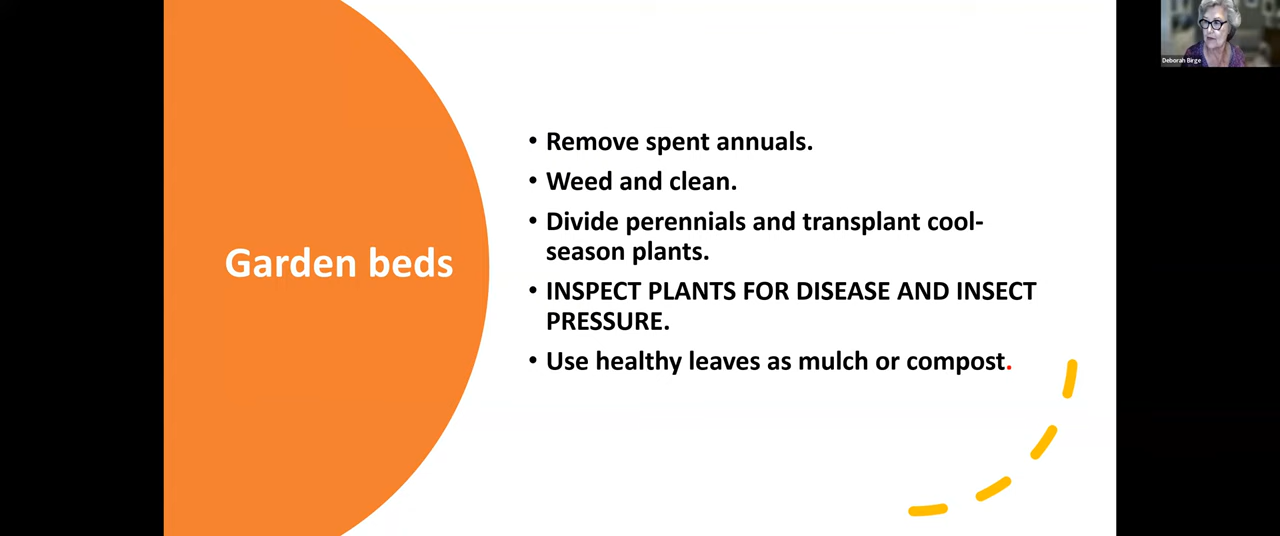 Deborah Birge
Garden beds
• Remove spent annuals.
• Weed and clean.
• Divide perennials and transplant cool-
season plants.
• INSPECT PLANTS FOR DISEASE AND INSECT
PRESSURE.
• Use healthy leaves as mulch or compost.